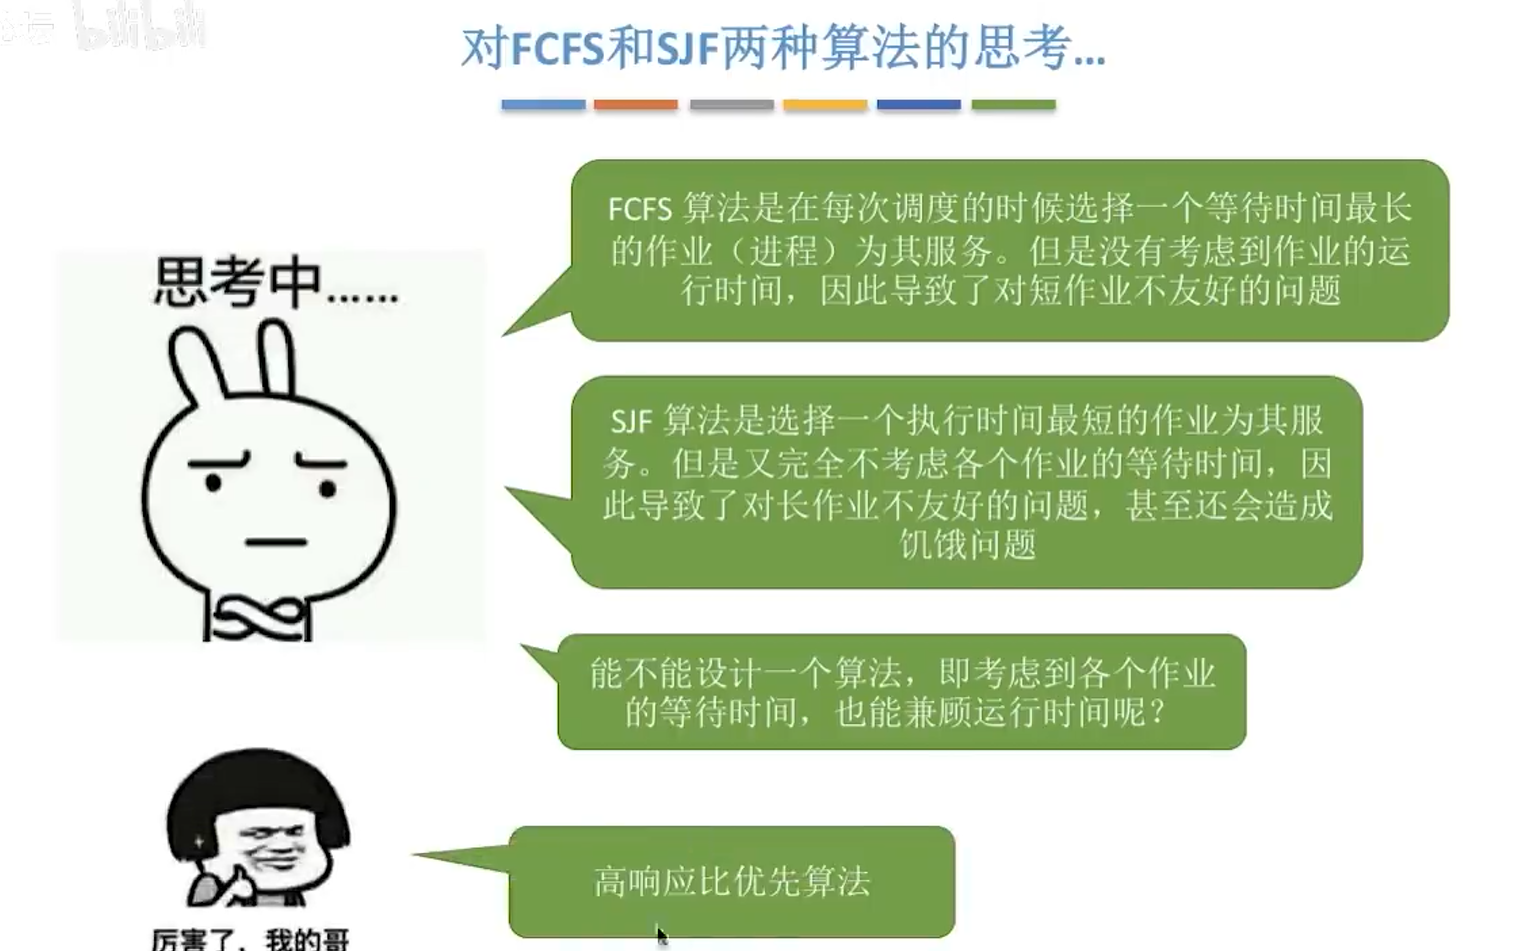 bilibili
对FCFS和SJF两种算法的思考...
FCFS 算法是在每次调度的时候选择一个等待时间最长
的作业（进程）为其服务。但是没有考虑到作业的运
行时间，因此导致了对短作业不友好的问题
思考中......
SJF 算法是选择一个执行时间最短的作业为其服
务。但是又完全不考虑各个作业的等待时间，因
此导致了对长作业不友好的问题，甚至还会造成
饥饿问题
能不能设计一个算法，即考虑到各个作业
的等待时间，也能兼顾运行时间呢？
高响应比优先算法
厉害了，我的哥